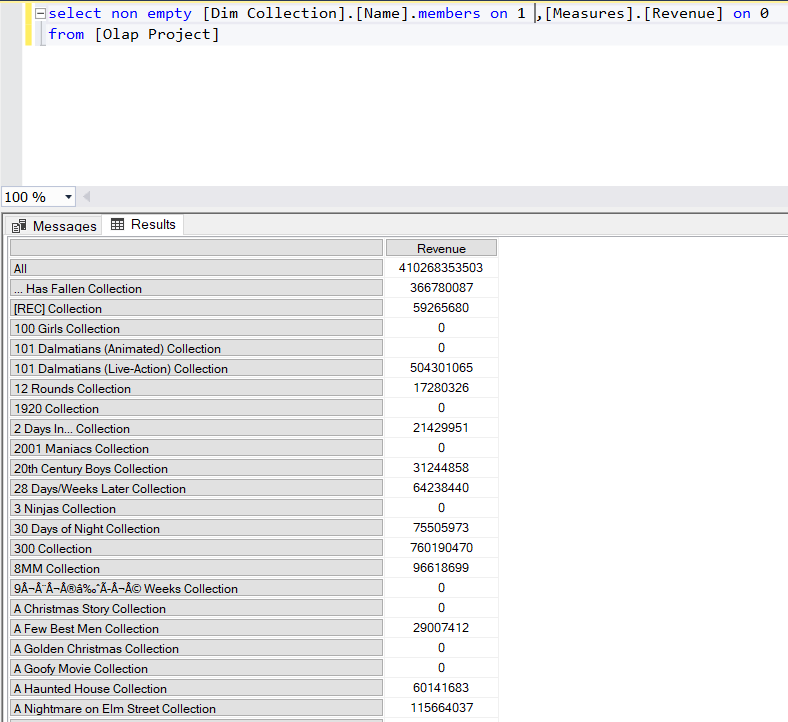 select non empty [Dim Collection].[Name].members on 1 ,[Measures].[Revenue] on 0
from [Olap Project]
100 %
Messages Results
Revenue
All 410268353503
... Has Fallen Collection 366780087
[REC] Collection 59265680
100 Girls Collection 0
101 Dalmatians (Animated) Collection 0
101 Dalmatians (Live-Action) Collection 504301065
12 Rounds Collection 17280326
1920 Collection 0
2 Days In... Collection 21429951
2001 Maniacs Collection 0
20th Century Boys Collection 31244858
28 Days/Weeks Later Collection 64238440
3 Ninjas Collection 0
30 Days of Night Collection 75505973
300 Collection 760190470
8MM Collection 96618699
9Â¬Â¨Â¬Â®â‰ˆÃ-Â¬Â© Weeks Collection 0
A Christmas Story Collection 0
A Few Best Men Collection 29007412
A Golden Christmas Collection 0
A Goofy Movie Collection 0
A Haunted House Collection 60141683
A Nightmare on Elm Street Collection 115664037